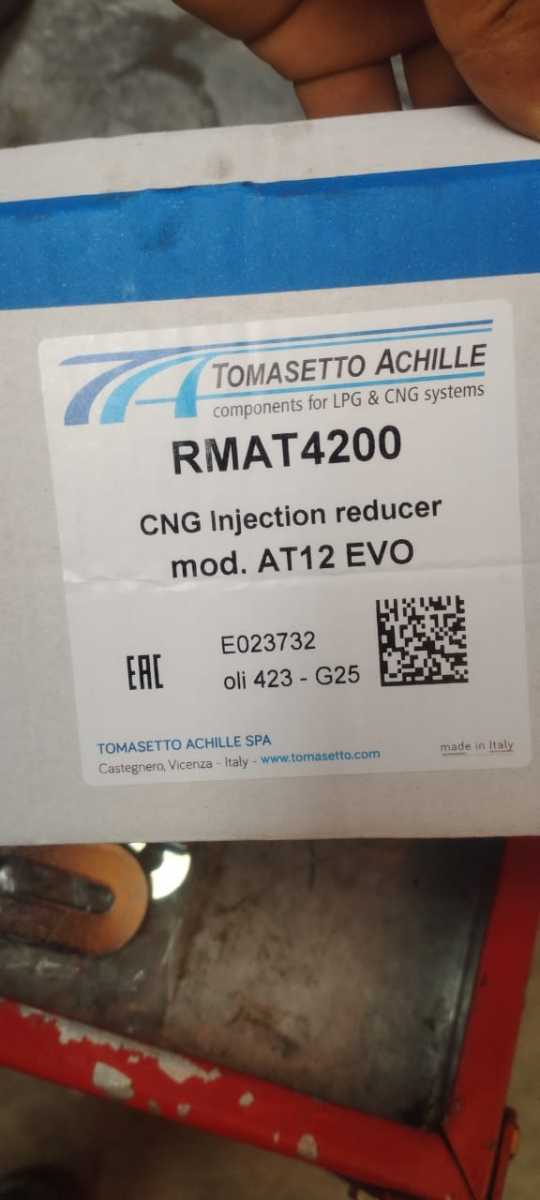 TOMASETTO ACHILLE
components for LPG & CNG systems
RMAT4200
CNG Injection reducer
mod. AT12 EVO
E023732
EAC
oli 423 - G25
TOMASETTO ACHILLE SPA
Castegnero, Vicenza - Italy - www.tomasetto.com
made in Italy